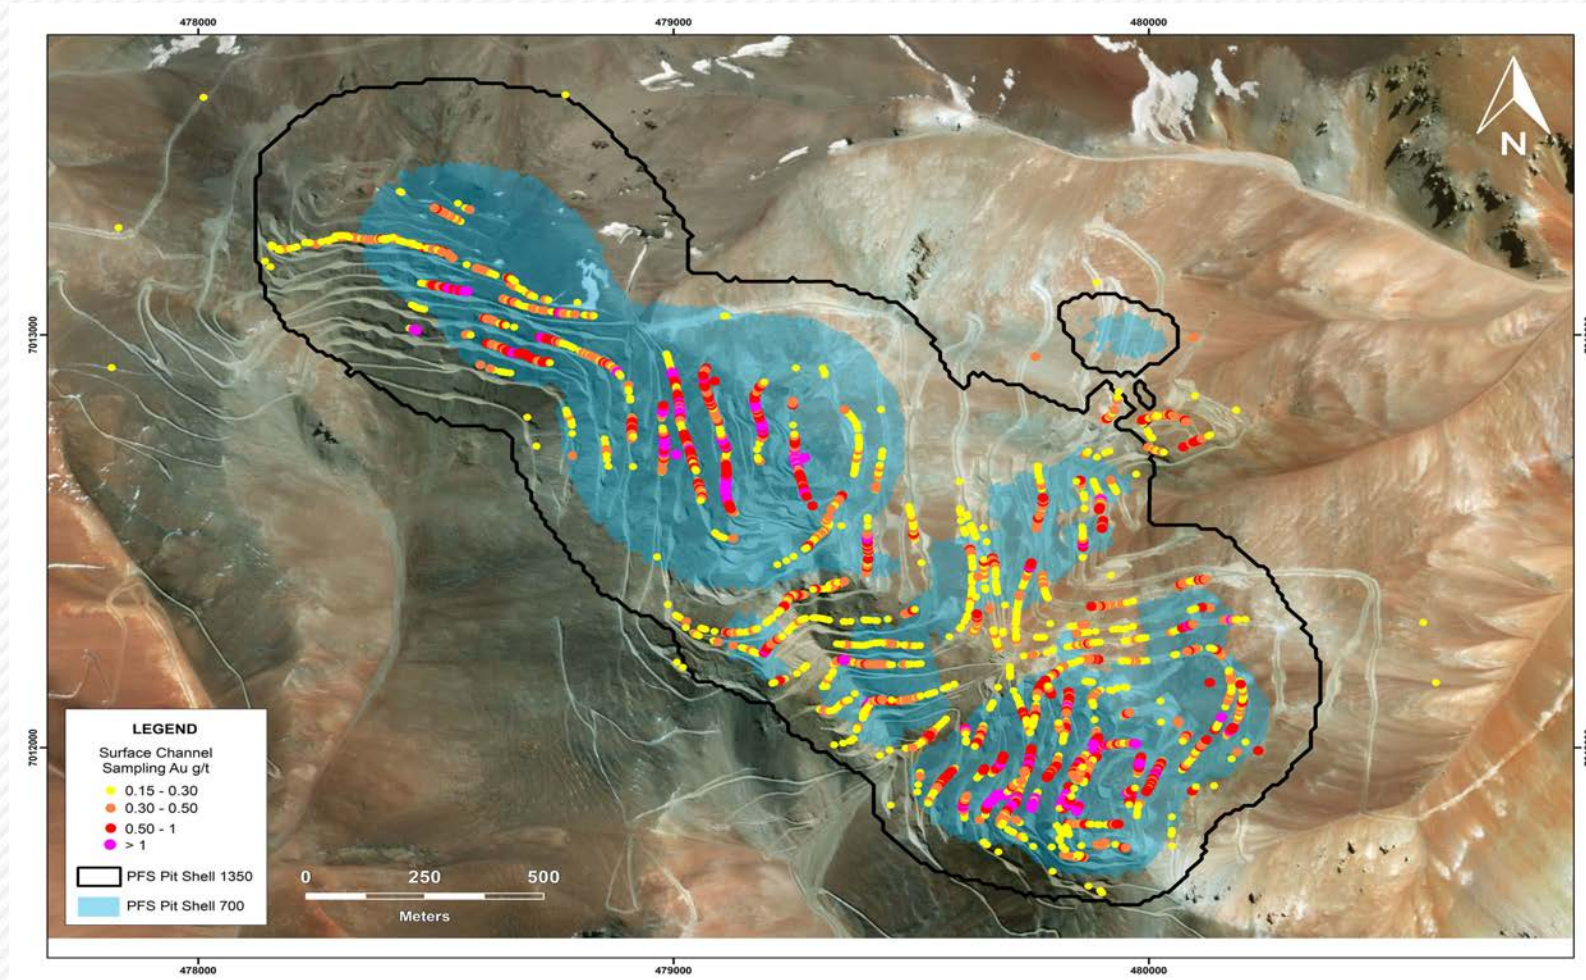 478000 479000 480000
N
7013000
7012000
LEGEND
Surface Channel
Sampling Au g/t
0.15 - 0.30
0.30 - 0.50
0.50 - 1
> 1
PFS Pit Shell 1350
PFS Pit Shell 700
0 250 500
Meters
478000 479000 480000